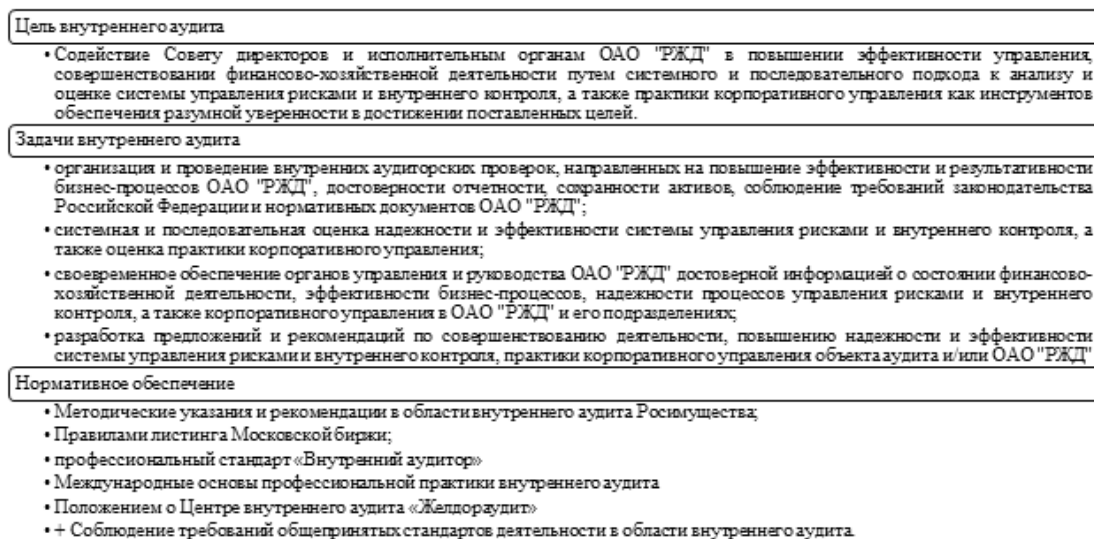 Цель внутреннего аудита
• Содействие Совету директоров и исполнительным органам ОАО "РЖД" в повышении эффективности управления,
совершенствовании финансово-хозяйственной деятельности путем системного и последовательного подхода к анализу и
оценке системы управления рисками и внутреннего контроля, а также практики корпоративного управления как инструментов
обеспечения разумной уверенности в достижении поставленных целей.
Задачи внутреннего аудита
• организация и проведение внутренних аудиторских проверок, направленных на повышение эффективности и результативности
бизнес-процессов ОАО "РЖД", достоверности отчетности, сохранности активов, соблюдение требований законодательства
Российской Федерации и нормативных документов ОАО "РЖД";
• системная и последовательная оценка надежности и эффективности системы управления рисками и внутреннего контроля, а
также оценка практики корпоративного управления;
• своевременное обеспечение органов управления и руководства ОАО "РЖД" достоверной информацией о состоянии финансово-
хозяйственной деятельности, эффективности бизнес-процессов, надежности процессов управления рисками и внутреннего
контроля, а также корпоративного управления в ОАО "РЖД" и его подразделениях;
• разработка предложений и рекомендаций по совершенствованию деятельности, повышению надежности и эффективности
системы управления рисками и внутреннего контроля, практики корпоративного управления объекта аудита и/или ОАО "РЖД"
Нормативное обеспечение
• Методические указания и рекомендации в области внутреннего аудита Росимущества;
• Правилами листинга Московской биржи;
• профессиональный стандарт «Внутренний аудитор»
• Международные основы профессиональной практики внутреннего аудита
• Положением о Центре внутреннего аудита «Желдораудит»
• + Соблюдение требований общепринятых стандартов деятельности в области внутреннего аудита.